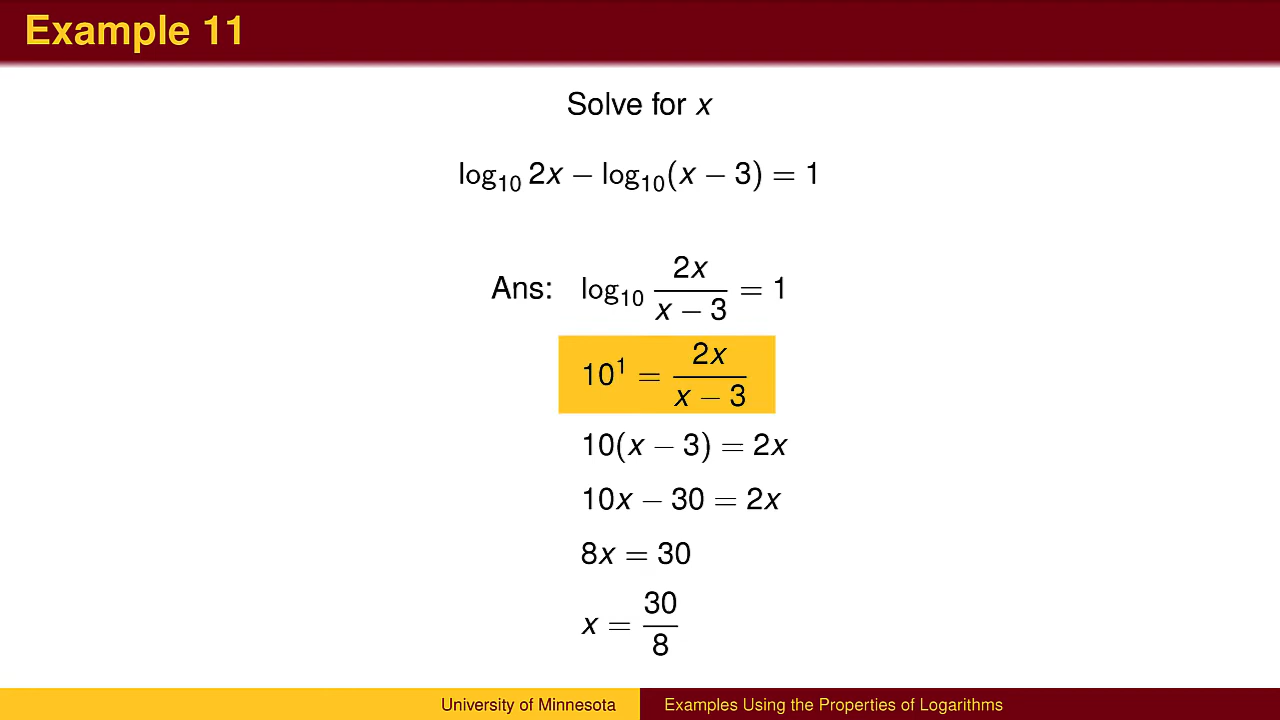 Example 11
Solve for x
log₁₀ 2x − log₁₀(x − 3) = 1
Ans: log₁₀ 2x/(x − 3) = 1
10¹ = 2x/(x − 3)
10(x − 3) = 2x
10x − 30 = 2x
8x = 30
x = 30/8
University of Minnesota
Examples Using the Properties of Logarithms